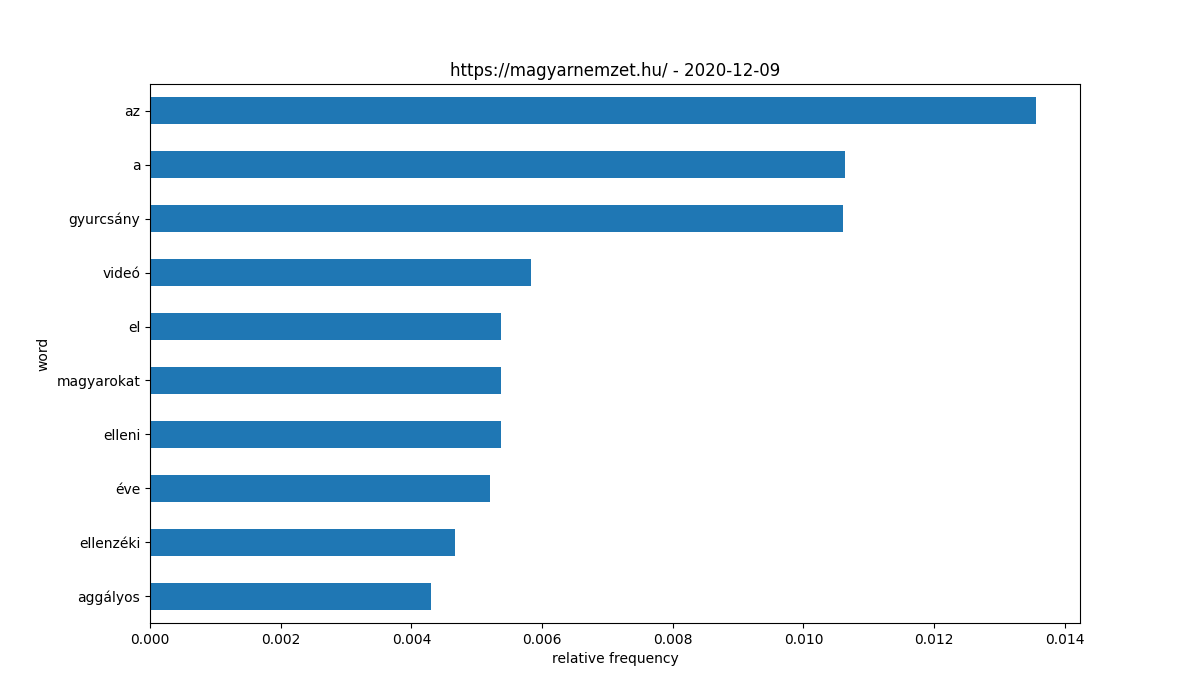 https://magyarnemzet.hu/ - 2020-12-09
az
a
gyurcsány
videó
el
magyarokat
elleni
éve
ellenzéki
aggályos
word
0.000 0.002 0.004 0.006 0.008 0.010 0.012 0.014
relative frequency